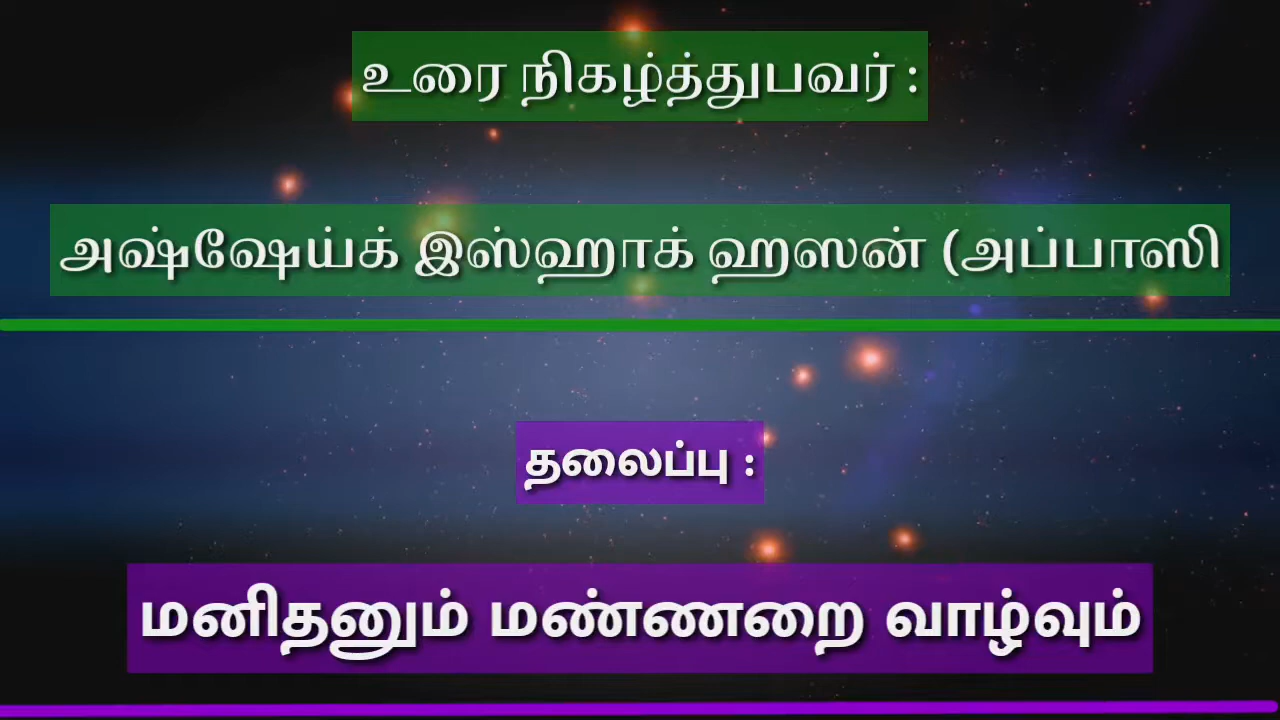 உரை நிகழ்த்துபவர் :
அஷ்ஷேய்க் இஸ்ஹாக் ஹஸன் (அப்பாஸி
தலைப்பு :
மனிதனும் மண்ணறை வாழ்வும்